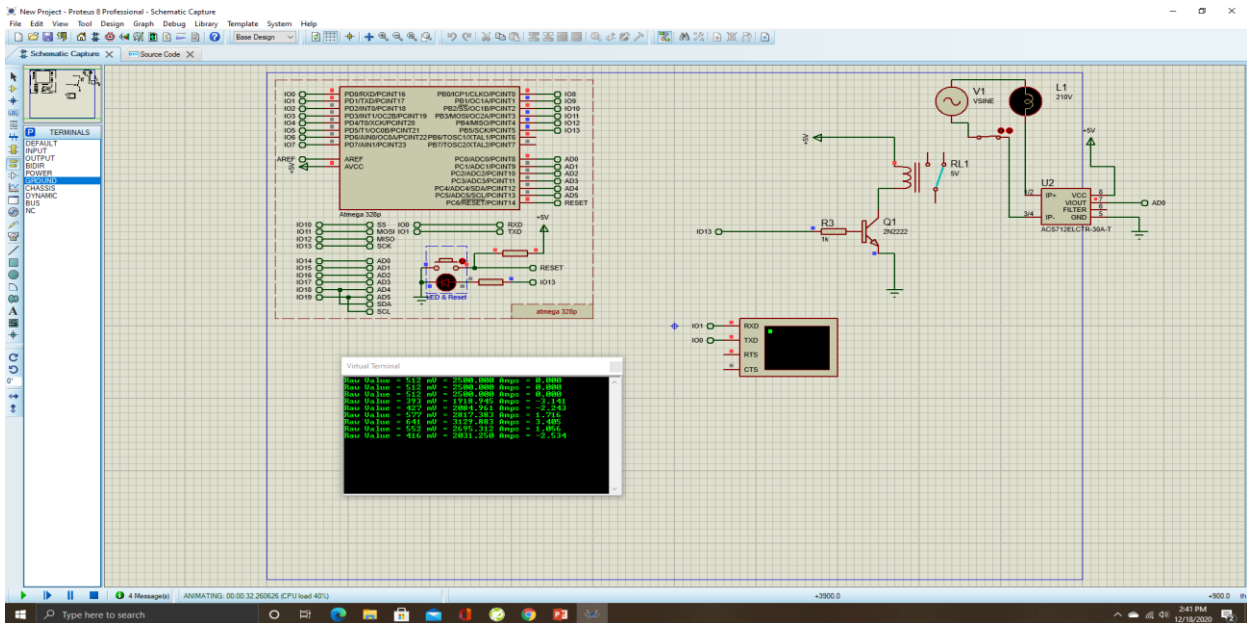 New Project - Proteus 8 Professional - Schematic Capture
File Edit View Tool Design Graph Debug Library Template System Help
Base Design
Schematic Capture
Source Code
TERMINALS
DEFAULT
INPUT
OUTPUT
BIDIR
POWER
GROUND
CHASSIS
DYNAMIC
BUS
NC
0°
IO0 PD0/RXD/PCINT16 PB0/ICP1/CLKO/PCINT0 IO8
IO1 PD1/TXD/PCINT17 PB1/OC1A/PCINT1 IO9
IO2 PD2/INT0/PCINT18 PB2/SS/OC1B/PCINT2 IO10
IO3 PD3/INT1/OC2B/PCINT19 PB3/MOSI/OC2A/PCINT3 IO11
IO4 PD4/T0/XCK/PCINT20 PB4/MISO/PCINT4 IO12
IO5 PD5/T1/OC0B/PCINT21 PB5/SCK/PCINT5 IO13
IO6 PD6/AIN0/OC0A/PCINT22 PB6/TOSC1/XTAL1/PCINT6
IO7 PD7/AIN1/PCINT23 PB7/TOSC2/XTAL2/PCINT7
AREF AREF PC0/ADC0/PCINT8 AD0
+5V AVCC PC1/ADC1/PCINT9 AD1
PC2/ADC2/PCINT10 AD2
PC3/ADC3/PCINT11 AD3
PC4/ADC4/SDA/PCINT12 AD4
PC5/ADC5/SCL/PCINT13 AD5
PC6/RESET/PCINT14 RESET
Atmega 328p
IO10 SS IO0 RXD
IO11 MOSI IO1 TXD
IO12 MISO
IO13 SCK
+5V
IO14 AD0
IO15 AD1
IO16 AD2
IO17 AD3
IO18 AD4
IO19 AD5
SDA
SCL
RESET
IO13
LED & Reset
atmega 328p
V1
VSINE
L1
210V
+5V
RL1
5V
+5V
U2
1/2 IP+ VCC 8
VIOUT 7 AD0
FILTER 6
3/4 IP- GND 5
ACS712ELCTR-30A-T
IO13
R3
1k
Q1
2N2222
IO1 RXD
IO0 TXD
RTS
CTS
Virtual Terminal
Raw Value = 512 mV = 2500.000 Amps = 0.000
Raw Value = 512 mV = 2500.000 Amps = 0.000
Raw Value = 512 mV = 2500.000 Amps = 0.000
Raw Value = 393 mV = 1918.945 Amps = -3.141
Raw Value = 427 mV = 2084.961 Amps = -2.243
Raw Value = 577 mV = 2817.383 Amps = 1.716
Raw Value = 641 mV = 3129.883 Amps = 3.405
Raw Value = 552 mV = 2695.312 Amps = 1.056
Raw Value = 416 mV = 2031.250 Amps = -2.534
4 Message(s)
ANIMATING: 00:00:32.260626 (CPU load 40%)
+3900.0
+900.0 th
Type here to search
2:41 PM
12/18/2020